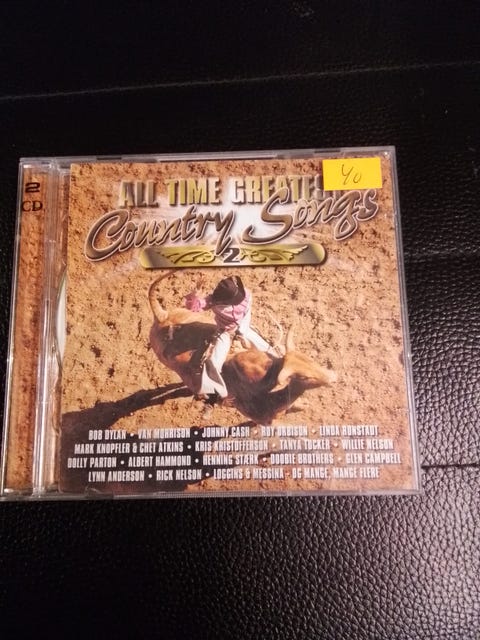 2
CD
40
ALL TIME GREATEST
Country Songs
2
BOB DYLAN • VAN MORRISON • JOHNNY CASH • ROY ORBISON • LINDA RONSTADT
MARK KNOPFLER & CHET ATKINS • KRIS KRISTOFFERSON • TANYA TUCKER • WILLIE NELSON
DOLLY PARTON • ALBERT HAMMOND • HENNING STÆRK • DOOBIE BROTHERS • GLEN CAMPBELL
LYNN ANDERSON • RICK NELSON • LOGGINS & MESSINA - OG MANGE, MANGE FLERE